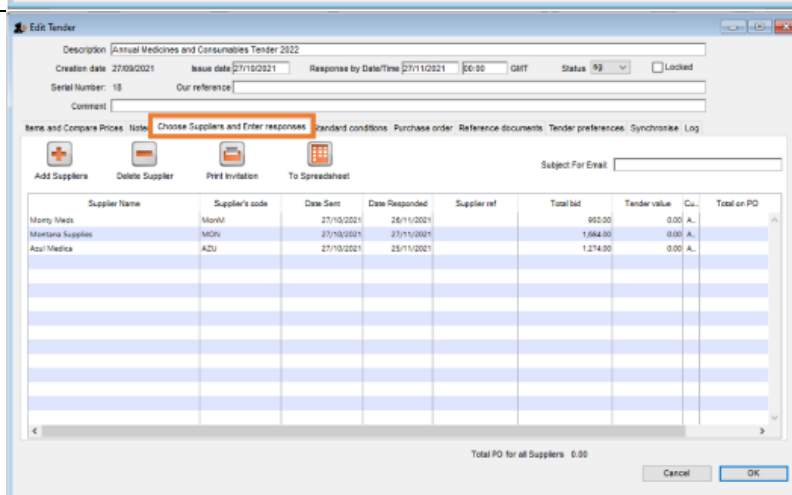 Edit Tender
Description Annual Medicines and Consumables Tender 2022
Creation date 27/09/2021 Issue date 27/10/2021 Response by Date/Time 27/11/2021 00:00 GMT Status sg Locked
Serial Number: 18 Our reference
Comment
Items and Compare Prices Note Choose Suppliers and Enter responses Standard conditions Purchase order Reference documents Tender preferences Synchronise Log
Add Suppliers Delete Supplier Print Invitation To Spreadsheet Subject For Email:
Supplier Name Supplier's code Date Sent Date Responded Supplier ref Total bid Tender value Cu... Total on PO
Monty Meds MonM 27/10/2021 26/11/2021 0.00 A..
Montana Supplies MON 27/10/2021 27/11/2021 1,664.00 0.00 A..
Azul Medica AZU 27/10/2021 25/11/2021 1,274.00 0.00 A..
Total PO for all Suppliers 0.00
Cancel OK